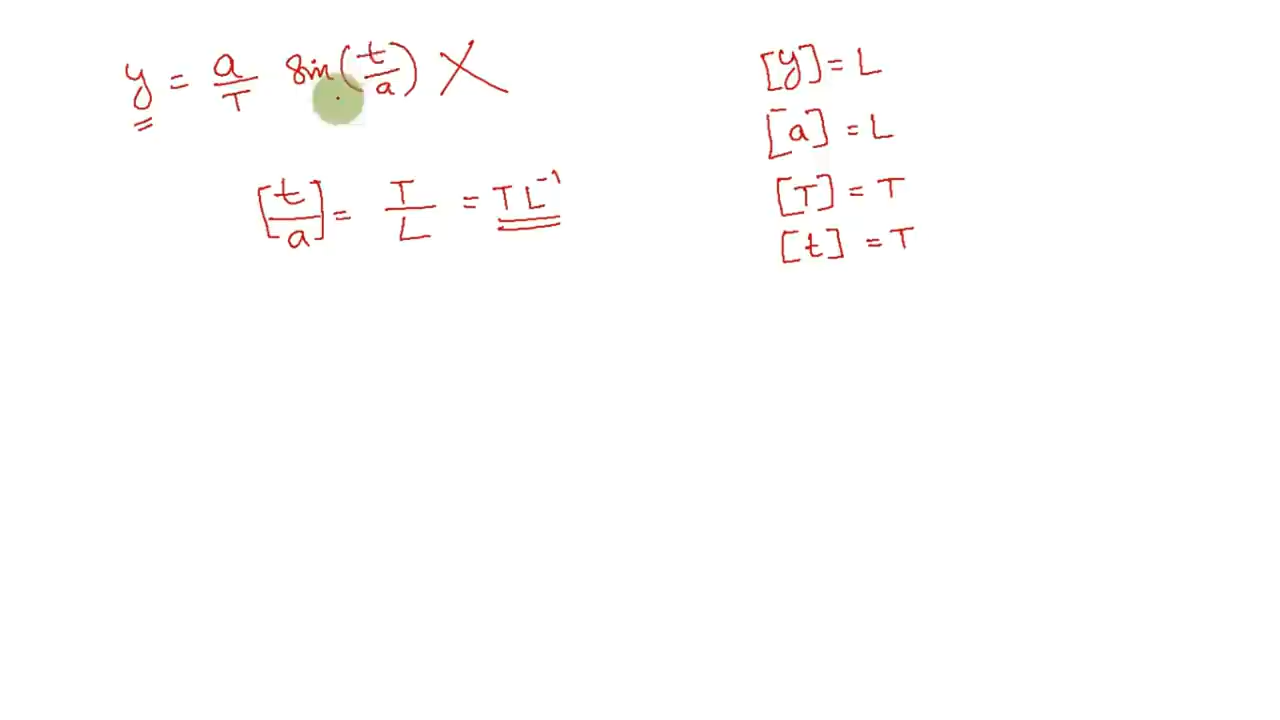 y = a/T sin(t/a) X
[t/a] = T/L = TL⁻¹
[y] = L
[a] = L
[T] = T
[t] = T